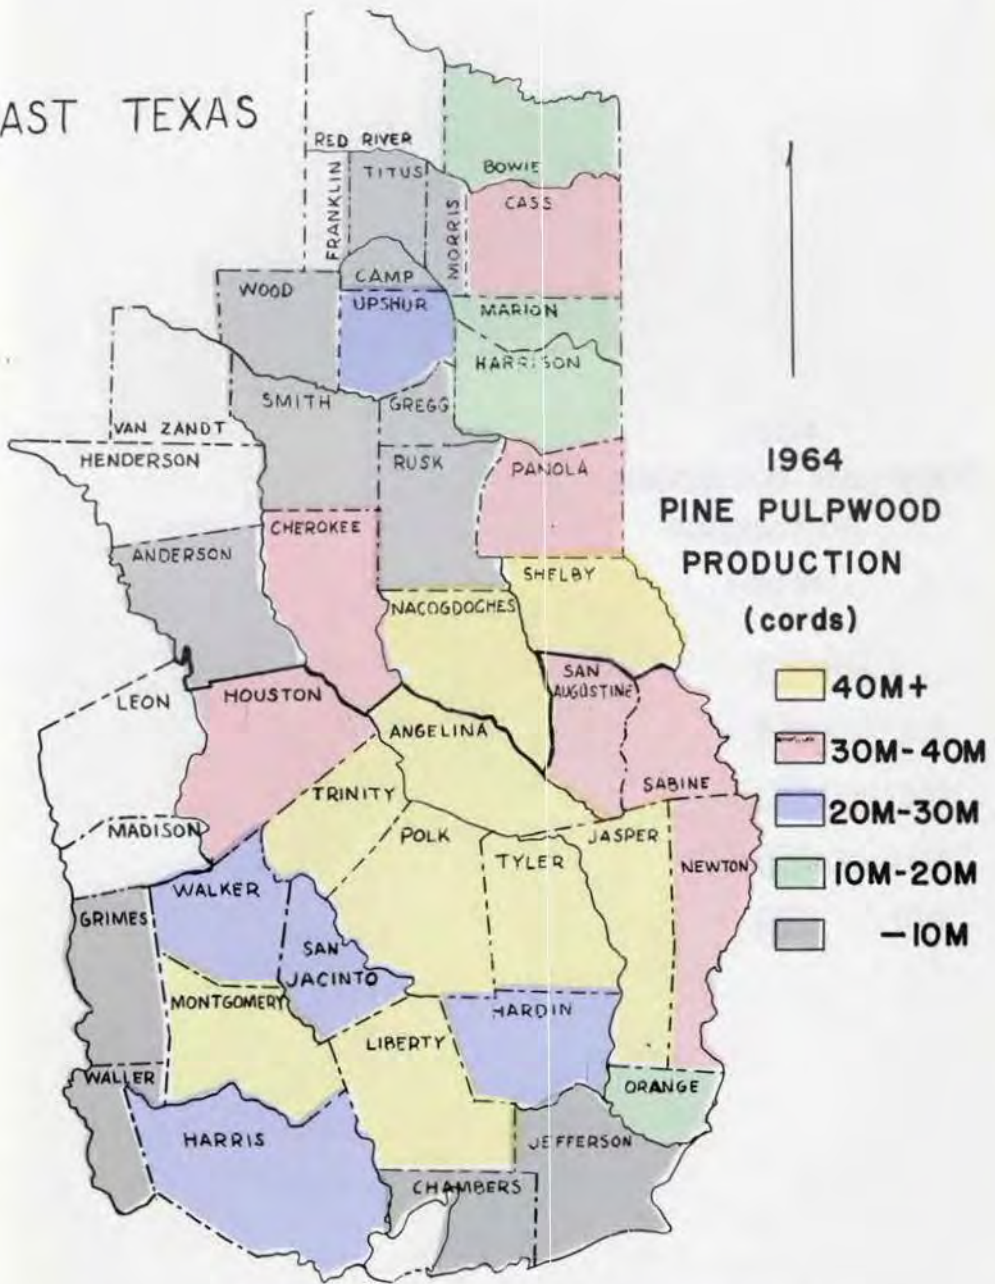 AST TEXAS
RED RIVER
BOWIE
FRANKLIN
TITUS
MORRIS
CASS
CAMP
WOOD
UPSHUR
MARION
HARRISON
SMITH
GREGG
VAN ZANDT
HENDERSON
RUSK
PANOLA
1964
PINE PULPWOOD
PRODUCTION
(cords)
40M+
30M-40M
20M-30M
10M-20M
-10M
CHEROKEE
ANDERSON
SHELBY
NACOGDOCHES
SAN
AUGUSTINE
LEON
HOUSTON
ANGELINA
SABINE
TRINITY
MADISON
POLK
TYLER
JASPER
NEWTON
WALKER
GRIMES
SAN
JACINTO
MONTGOMERY
HARDIN
LIBERTY
WALLER
ORANGE
HARRIS
JEFFERSON
CHAMBERS